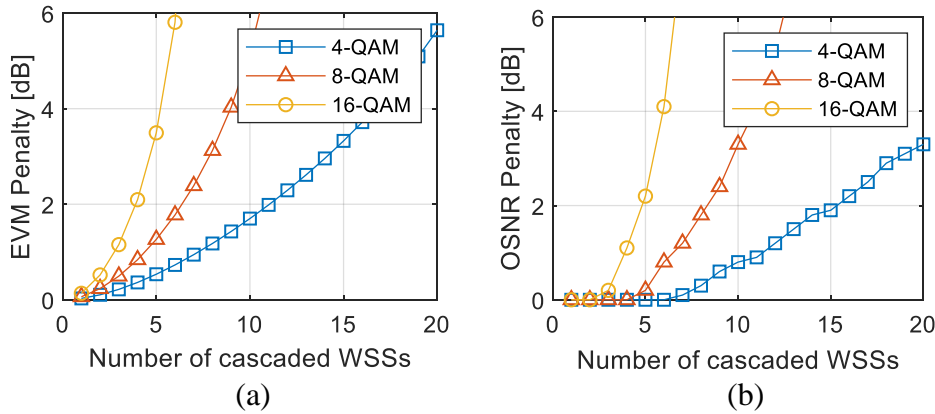 (a)
EVM Penalty [dB]
6
4
2
0
0
5
10
15
20
Number of cascaded WSSs
4-QAM
8-QAM
16-QAM
(a)
(b)
OSNR Penalty [dB]
6
4
2
0
0
5
10
15
20
Number of cascaded WSSs
4-QAM
8-QAM
16-QAM
(b)